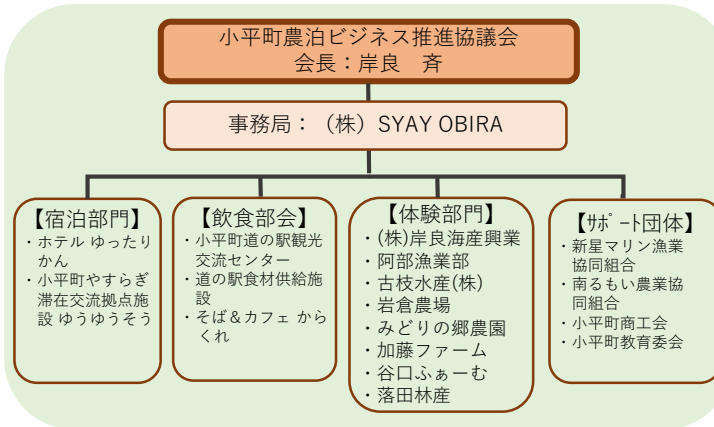 小平町農泊ビジネス推進協議会
会長：岸良　斉
事務局：（株）SYAY OBIRA
【宿泊部門】
・ホテル ゆったり
かん
・小平町やすらぎ
滞在交流拠点施
設 ゆうゆうそう
【飲食部会】
・小平町道の駅観光
交流センター
・道の駅食材供給施
設
・そば＆カフェ から
くれ
【体験部門】
・(株)岸良海産興業
・阿部漁業部
・古枝水産(株)
・岩倉農場
・みどりの郷農園
・加藤ファーム
・谷口ふぁーむ
・落田林産
【ｻﾎﾟｰﾄ団体】
・新星マリン漁業
協同組合
・南るもい農業協
同組合
・小平町商工会
・小平町教育委会